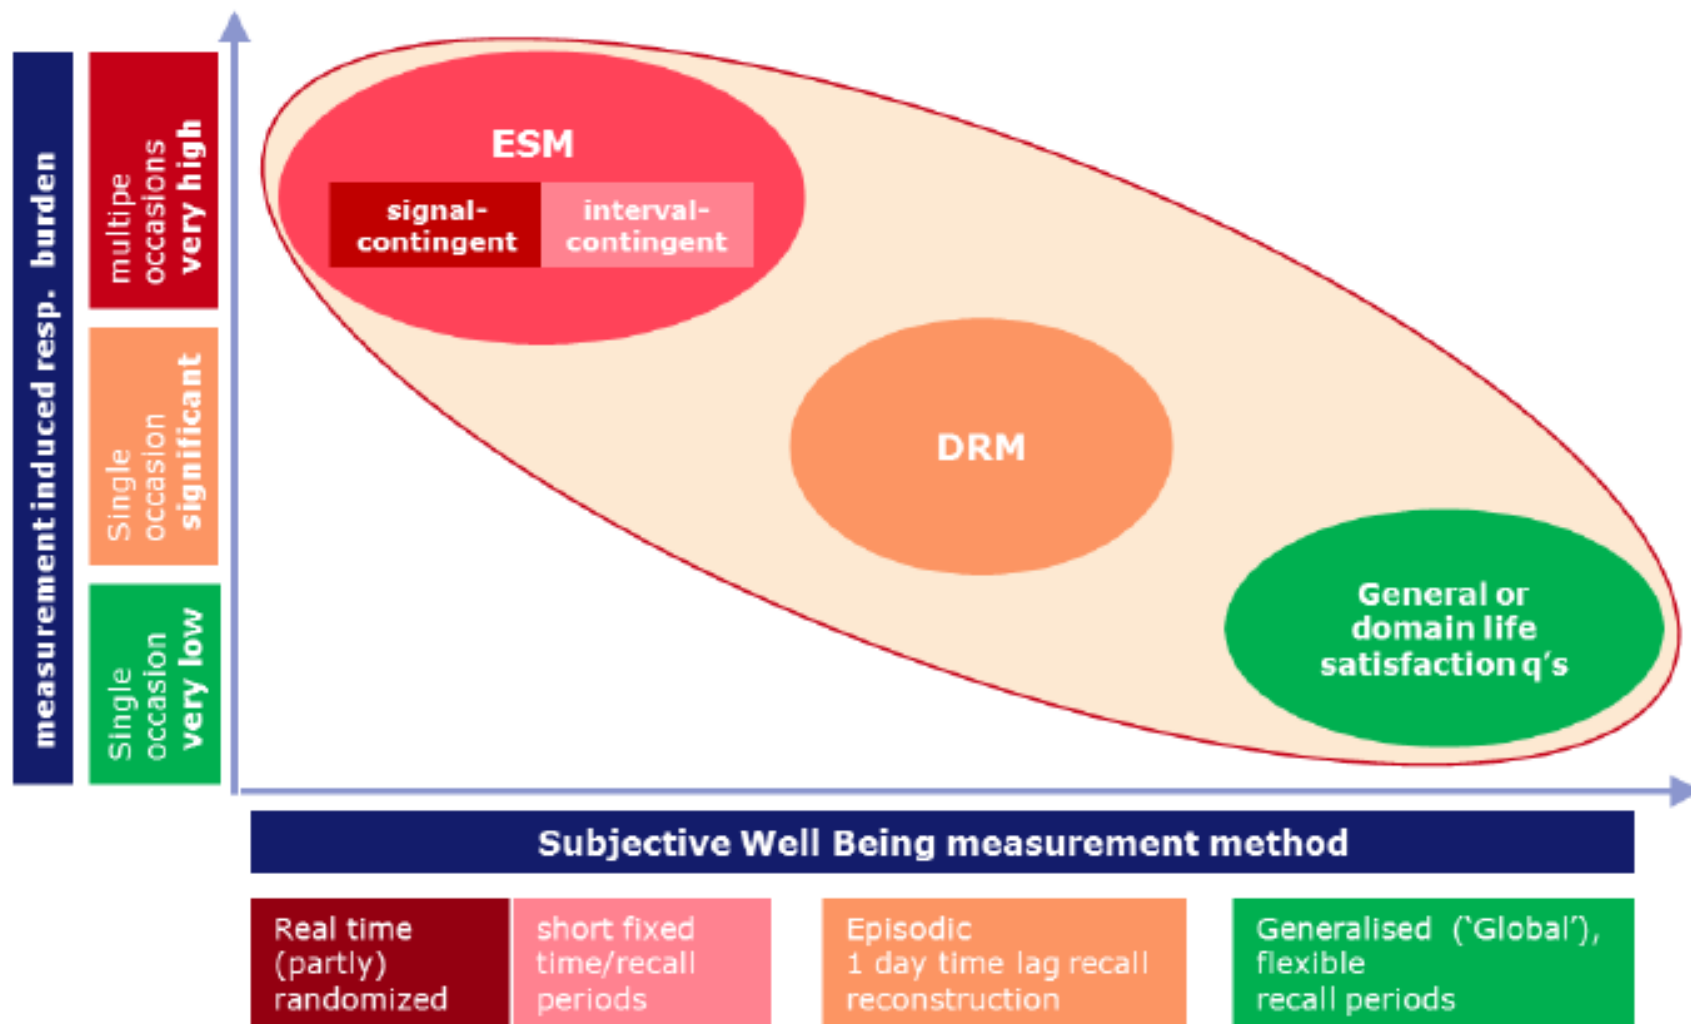 measurement induced resp. burden
multipe
occasions
very high
Single
occasion
significant
Single
occasion
very low
ESM
signal-
contingent
interval-
contingent
DRM
General or
domain life
satisfaction q's
Subjective Well Being measurement method
Real time
(partly)
randomized
short fixed
time/recall
periods
Episodic
1 day time lag recall
reconstruction
Generalised (‘Global’),
flexible
recall periods